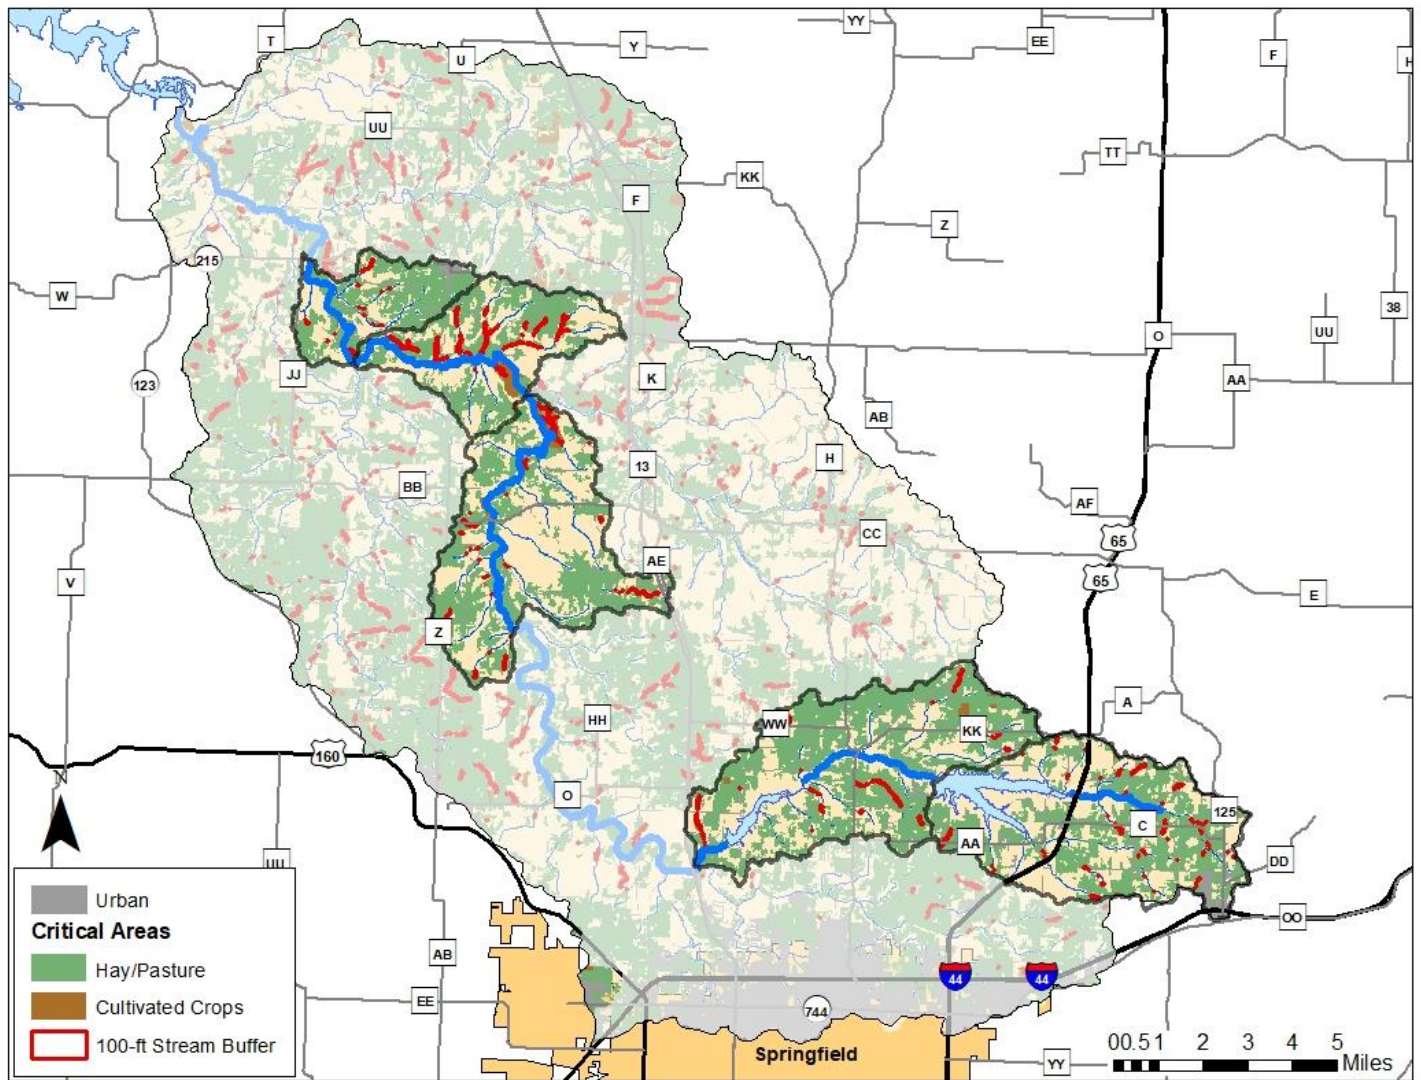 YY
T
EE
Y
F
H
U
UU
TT
KK
F
Z
215
W
38
UU
O
JJ
K
AA
123
AB
H
13
BB
AF
CC
65
AE
65
V
E
Z
A
HH
WW
KK
160
O
125
C
N
AA
DD
UU
OO
AB
44
44
EE
744
Springfield
YY
Urban
Critical Areas
Hay/Pasture
Cultivated Crops
100-ft Stream Buffer
0 0.5 1 2 3 4 5
Miles